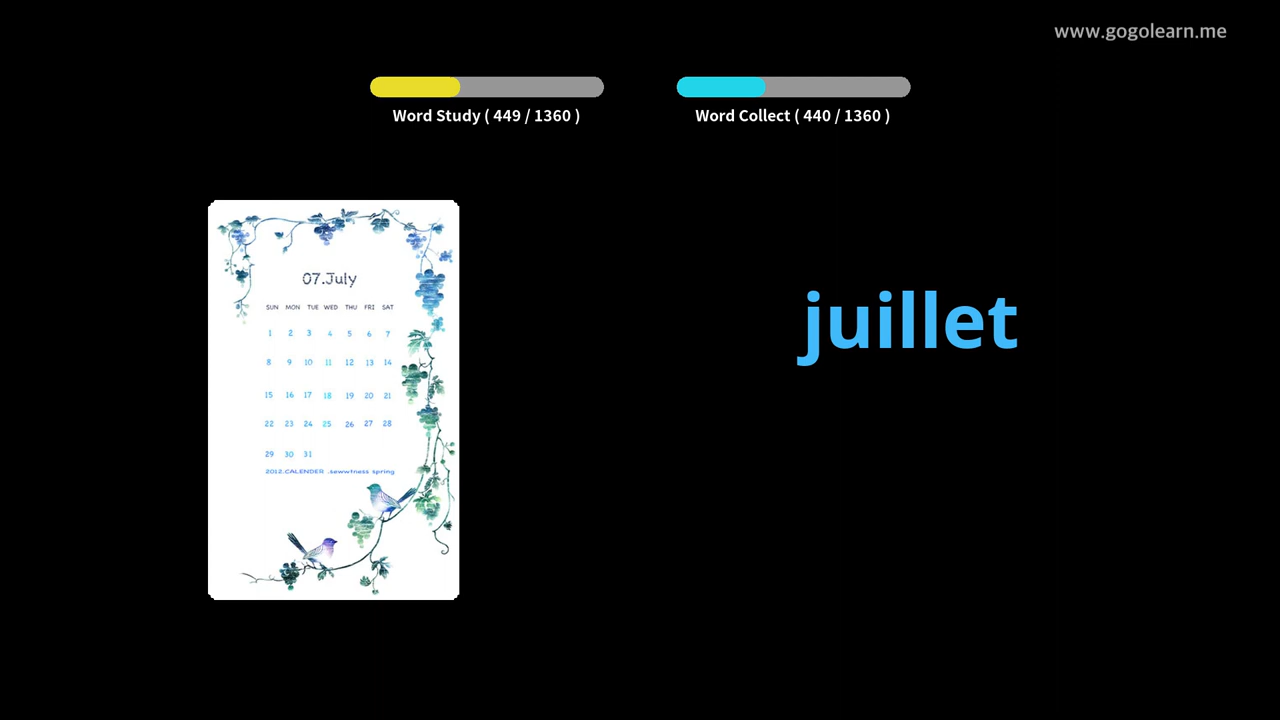 www.gogolearn.me
Word Study ( 449 / 1360 )
Word Collect ( 440 / 1360 )
07.July
SUN MON TUE WED THU FRI SAT
1 2 3 4 5 6 7
8 9 10 11 12 13 14
15 16 17 18 19 20 21
22 23 24 25 26 27 28
29 30 31
2012.CALENDER .sewwtness spring
juillet